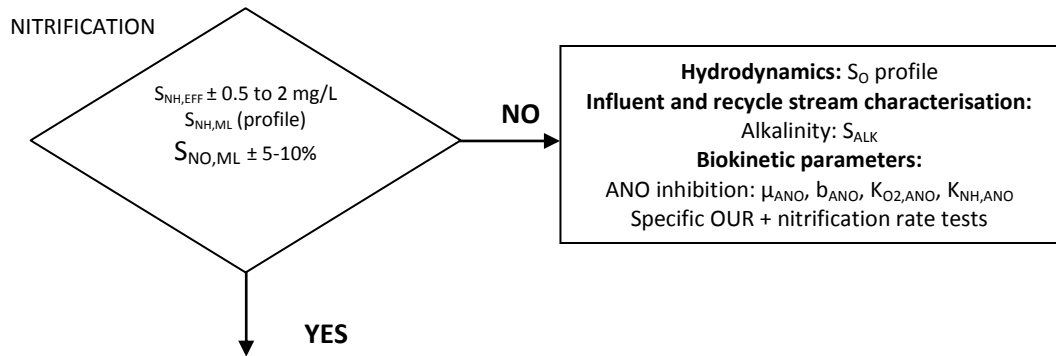 NITRIFICATION
S_NH,EFF ± 0.5 to 2 mg/L
S_NH,ML (profile)
S_NO,ML ± 5-10%
NO
Hydrodynamics: S_O profile
Influent and recycle stream characterisation:
Alkalinity: S_ALK
Biokinetic parameters:
ANO inhibition: µ_ANO, b_ANO, K_O2,ANO, K_NH,ANO
Specific OUR + nitrification rate tests
YES